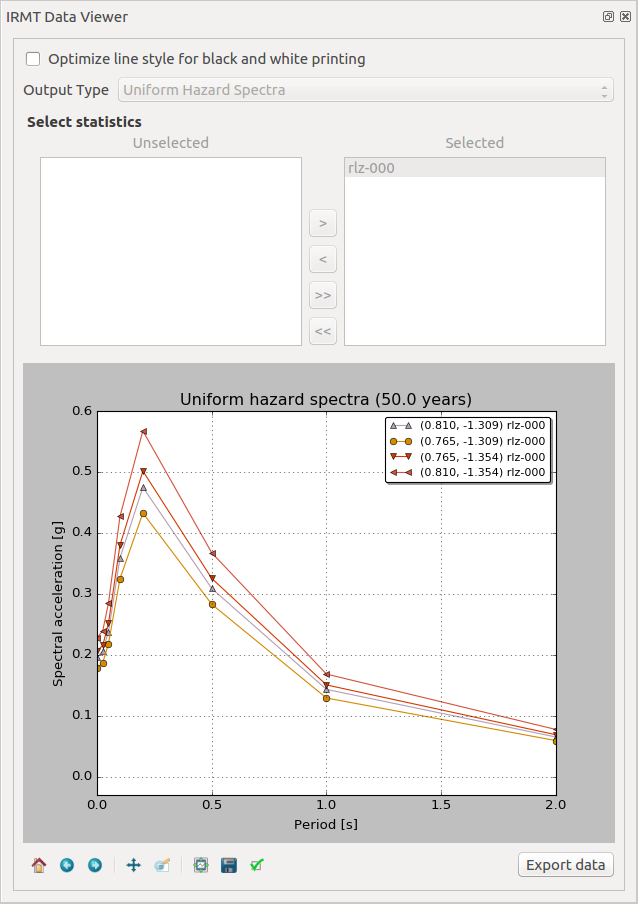 IRMT Data Viewer
Optimize line style for black and white printing
Output Type Uniform Hazard Spectra
Select statistics
Unselected Selected
rlz-000
>
<
>>
<<
Uniform hazard spectra (50.0 years)
(0.810, -1.309) rlz-000
(0.765, -1.309) rlz-000
(0.765, -1.354) rlz-000
(0.810, -1.354) rlz-000
Spectral acceleration [g]
0.6
0.5
0.4
0.3
0.2
0.1
0.0
0.0 0.5 1.0 1.5 2.0
Period [s]
Export data